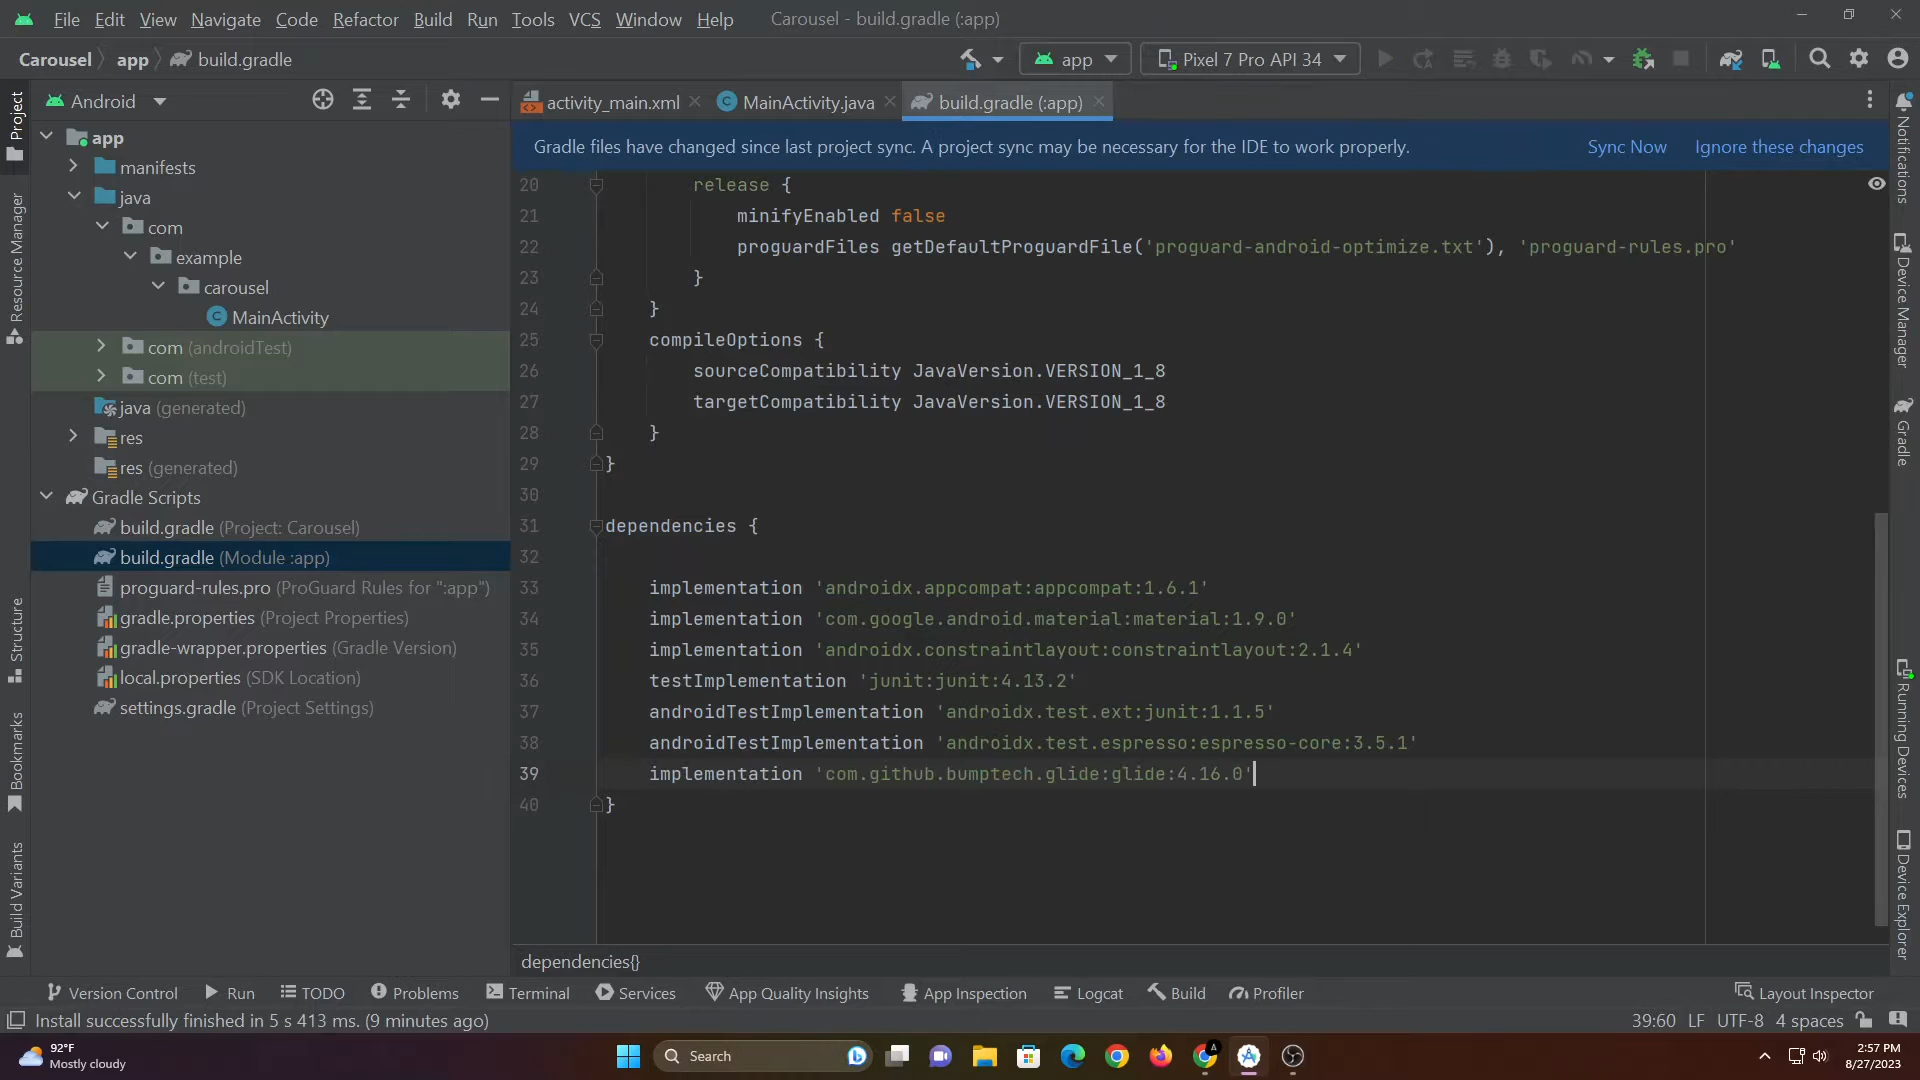 File Edit View Navigate Code Refactor Build Run Tools VCS Window Help Carousel - build.gradle (:app)
Carousel app build.gradle app Pixel 7 Pro API 34
Android
activity_main.xml MainActivity.java build.gradle (:app)
Gradle files have changed since last project sync. A project sync may be necessary for the IDE to work properly. Sync Now Ignore these changes
app
manifests
java
com
example
carousel
MainActivity
com (androidTest)
com (test)
java (generated)
res
res (generated)
Gradle Scripts
build.gradle (Project: Carousel)
build.gradle (Module :app)
proguard-rules.pro (ProGuard Rules for ":app")
gradle.properties (Project Properties)
gradle-wrapper.properties (Gradle Version)
local.properties (SDK Location)
settings.gradle (Project Settings)
20 release {
21 minifyEnabled false
22 proguardFiles getDefaultProguardFile('proguard-android-optimize.txt'), 'proguard-rules.pro'
23 }
24 }
25 compileOptions {
26 sourceCompatibility JavaVersion.VERSION_1_8
27 targetCompatibility JavaVersion.VERSION_1_8
28 }
29 }
30
31 dependencies {
32
33 implementation 'androidx.appcompat:appcompat:1.6.1'
34 implementation 'com.google.android.material:material:1.9.0'
35 implementation 'androidx.constraintlayout:constraintlayout:2.1.4'
36 testImplementation 'junit:junit:4.13.2'
37 androidTestImplementation 'androidx.test.ext:junit:1.1.5'
38 androidTestImplementation 'androidx.test.espresso:espresso-core:3.5.1'
39 implementation 'com.github.bumptech.glide:glide:4.16.0'
40 }
dependencies{}
Project
Resource Manager
Structure
Bookmarks
Build Variants
Notifications
Device Manager
Gradle
Running Devices
Device Explorer
Version Control Run TODO Problems Terminal Services App Quality Insights App Inspection Logcat Build Profiler Layout Inspector
Install successfully finished in 5 s 413 ms. (9 minutes ago) 39:60 LF UTF-8 4 spaces
92°F
Mostly cloudy
Search
A
2:57 PM
8/27/2023